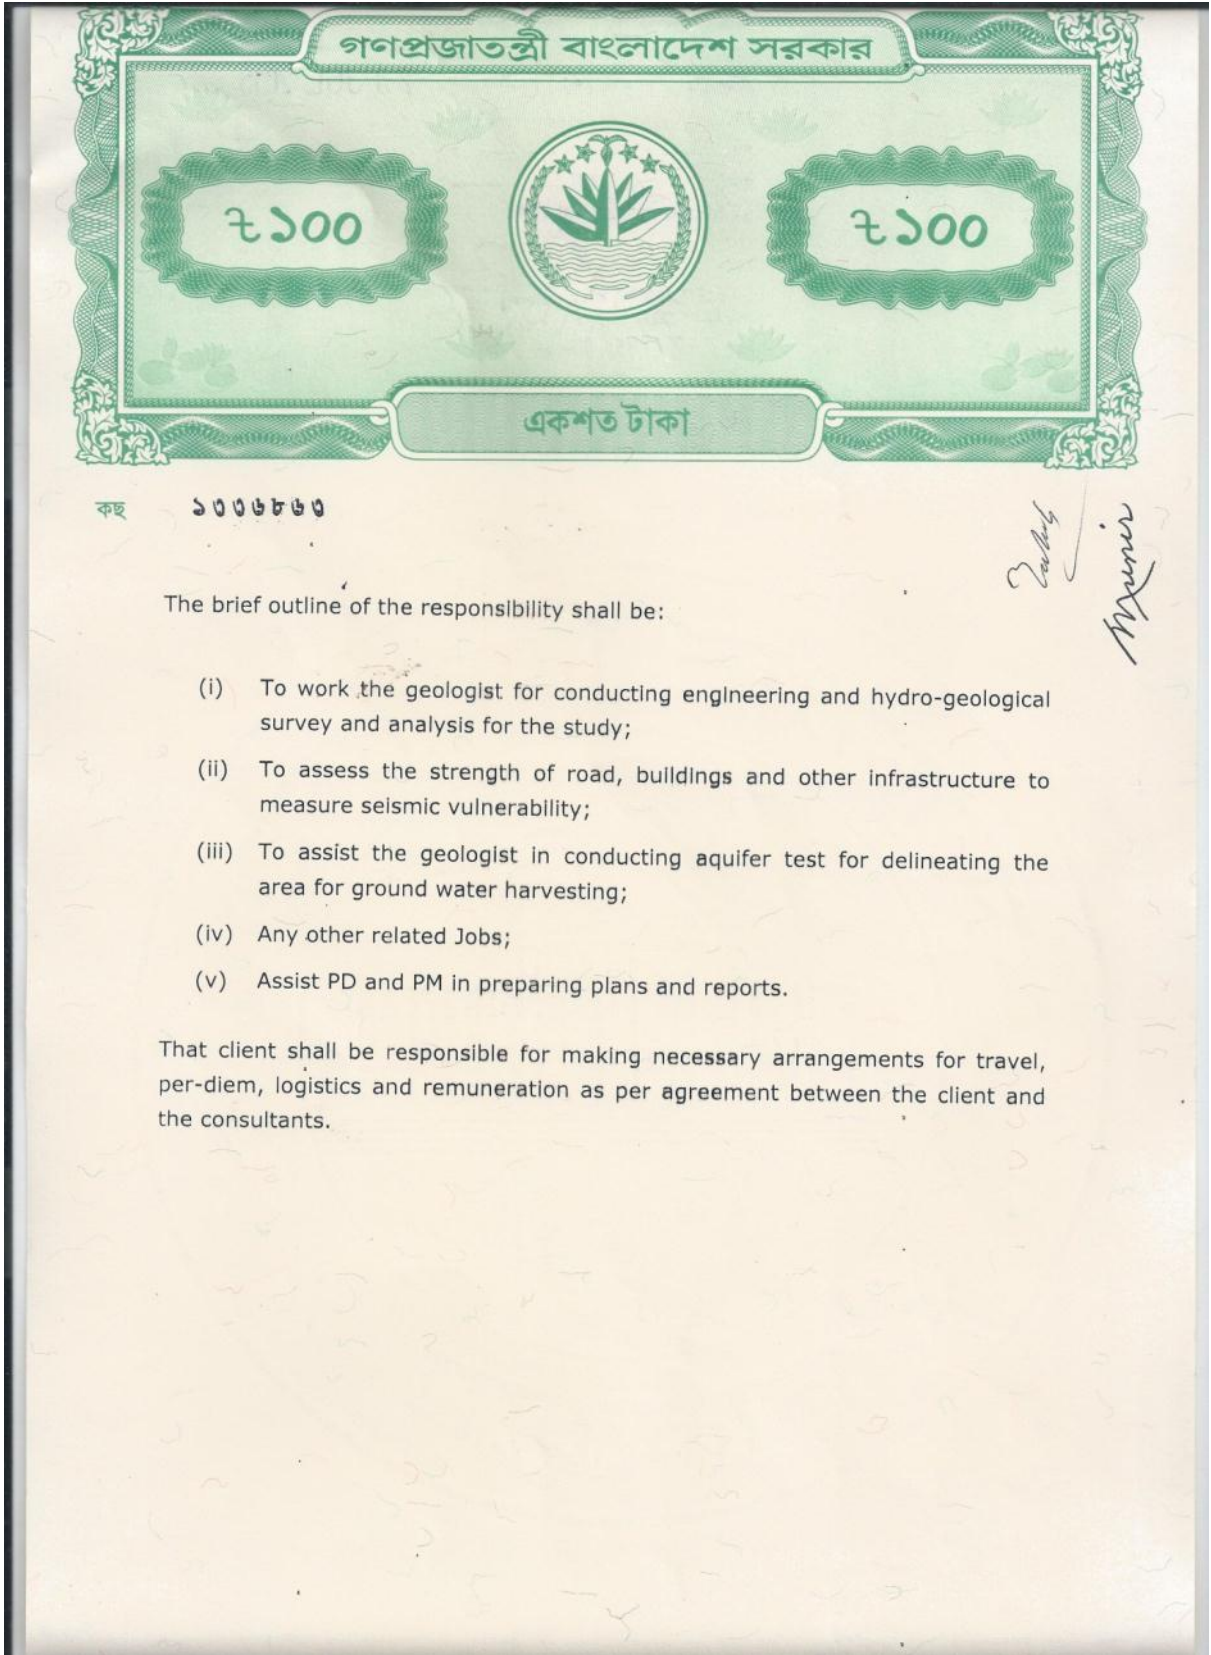 গণপ্রজাতন্ত্রী বাংলাদেশ সরকার
৳১০০
৳১০০
একশত টাকা
কছ ১৩৩৬৮৬৩
Munir
The brief outline of the responsibility shall be:
(i) To work the geologist for conducting engineering and hydro-geological
survey and analysis for the study;
(ii) To assess the strength of road, buildings and other infrastructure to
measure seismic vulnerability;
(iii) To assist the geologist in conducting aquifer test for delineating the
area for ground water harvesting;
(iv) Any other related Jobs;
(v) Assist PD and PM in preparing plans and reports.
That client shall be responsible for making necessary arrangements for travel,
per-diem, logistics and remuneration as per agreement between the client and
the consultants.